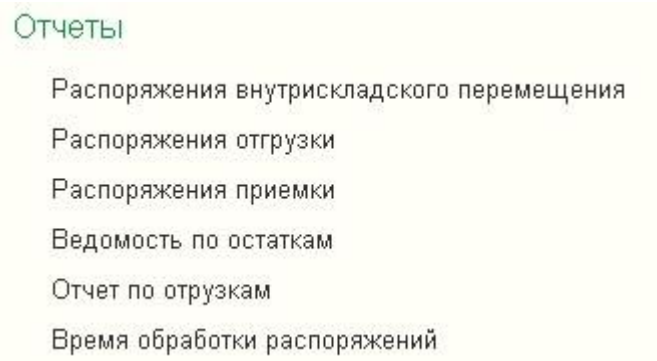 Отчеты
Распоряжения внутрискладского перемещения
Распоряжения отгрузки
Распоряжения приемки
Ведомость по остаткам
Отчет по отрузкам
Время обработки распоряжений